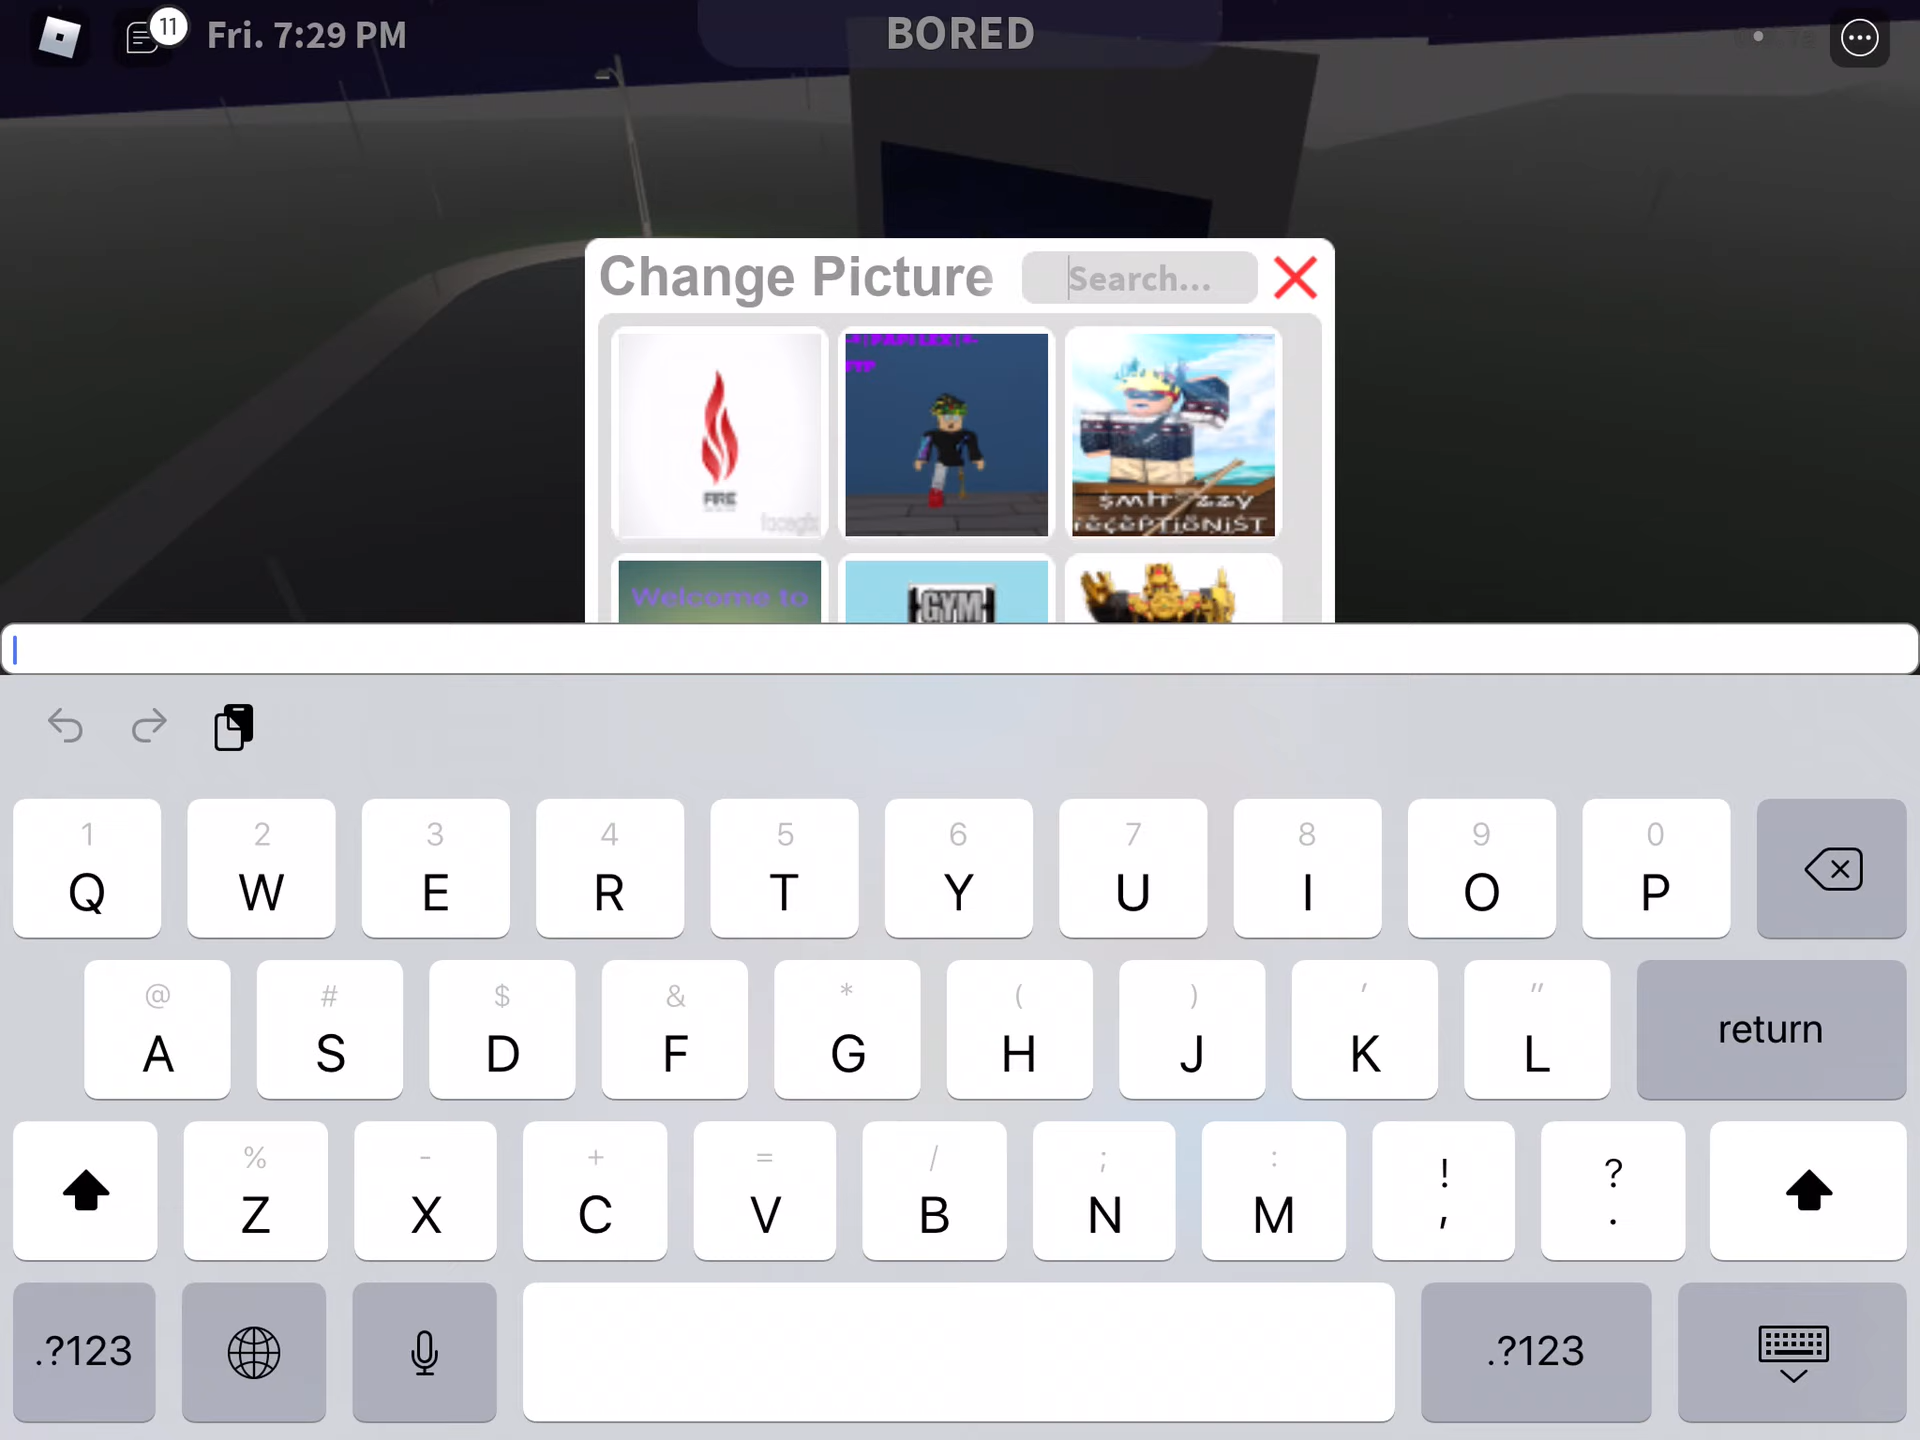 11
Fri. 7:29 PM
BORED
Change Picture
Search...
FIRE
Welcome to
GYM
1 2 3 4 5 6 7 8 9 0
Q W E R T Y U I O P
@ # $ & * ( ) ' "
A S D F G H J K L
return
% - + = / ; : ! ?
Z X C V B N M , .
.?123
.?123